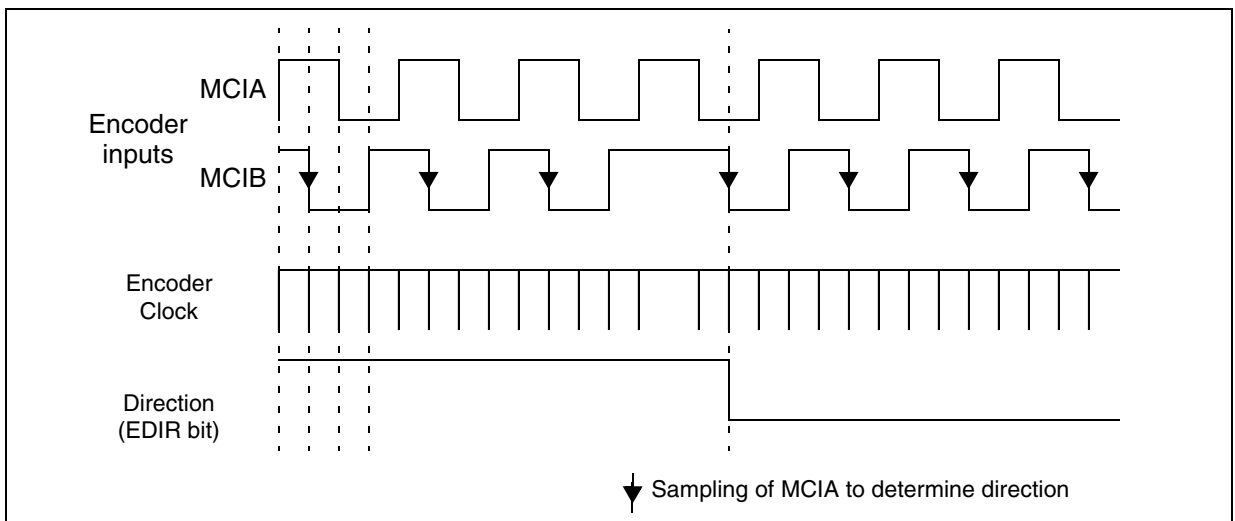 MCIA
Encoder
inputs
MCIB
Encoder
Clock
Direction
(EDIR bit)
Sampling of MCIA to determine direction